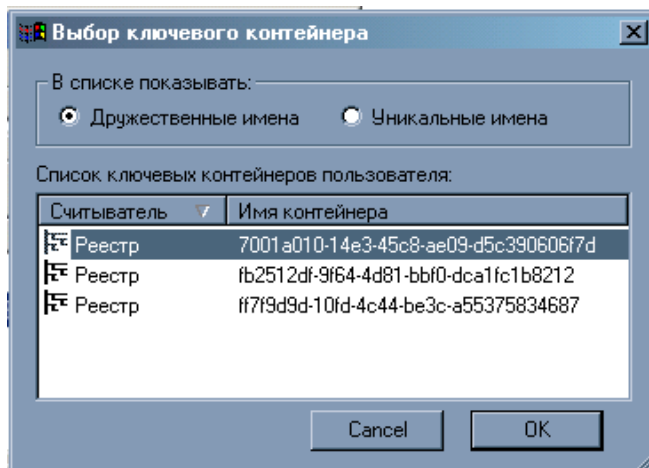 Выбор ключевого контейнера
В списке показывать:
Дружественные имена Уникальные имена
Список ключевых контейнеров пользователя:
Считыватель Имя контейнера
Реестр 7001a010-14e3-45c8-ae09-d5c390606f7d
Реестр fb2512df-9f64-4d81-bbf0-dca1fc1b8212
Реестр ff7f9d9d-10fd-4c44-be3c-a55375834687
Cancel OK